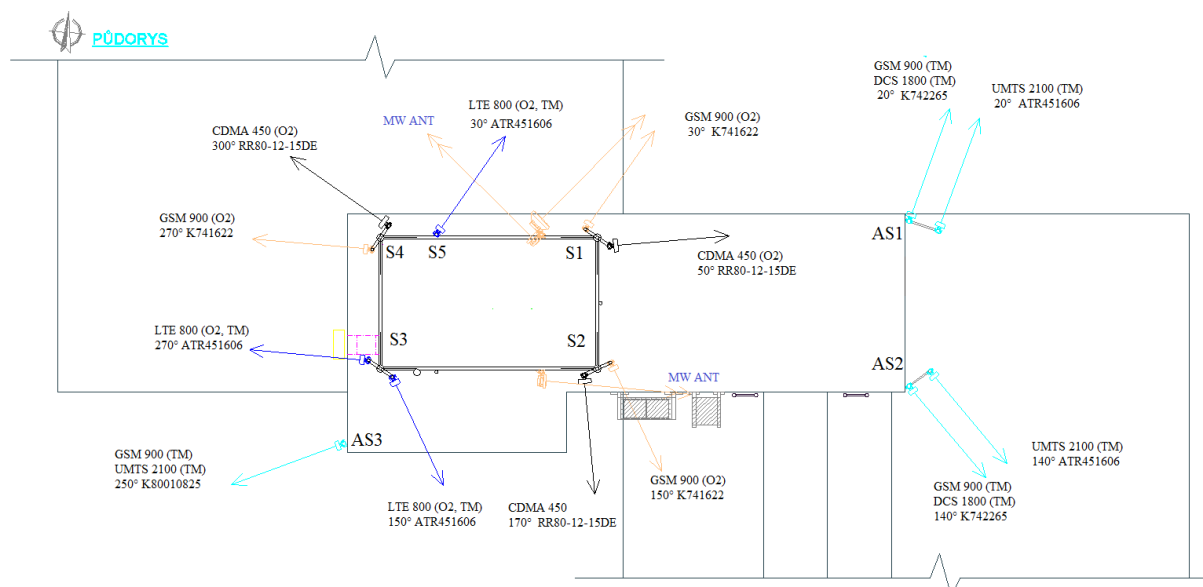 PŮDORYS
GSM 900 (TM)
DCS 1800 (TM)
20° K742265
UMTS 2100 (TM)
20° ATR451606
LTE 800 (O2, TM)
30° ATR451606
MW ANT
GSM 900 (O2)
30° K741622
CDMA 450 (O2)
300° RR80-12-15DE
GSM 900 (O2)
270° K741622
S4
S5
S1
AS1
CDMA 450 (O2)
50° RR80-12-15DE
LTE 800 (O2, TM)
270° ATR451606
S3
S2
AS2
MW ANT
AS3
GSM 900 (TM)
UMTS 2100 (TM)
250° K80010825
UMTS 2100 (TM)
140° ATR451606
GSM 900 (O2)
150° K741622
GSM 900 (TM)
DCS 1800 (TM)
140° K742265
LTE 800 (O2, TM)
150° ATR451606
CDMA 450
170° RR80-12-15DE